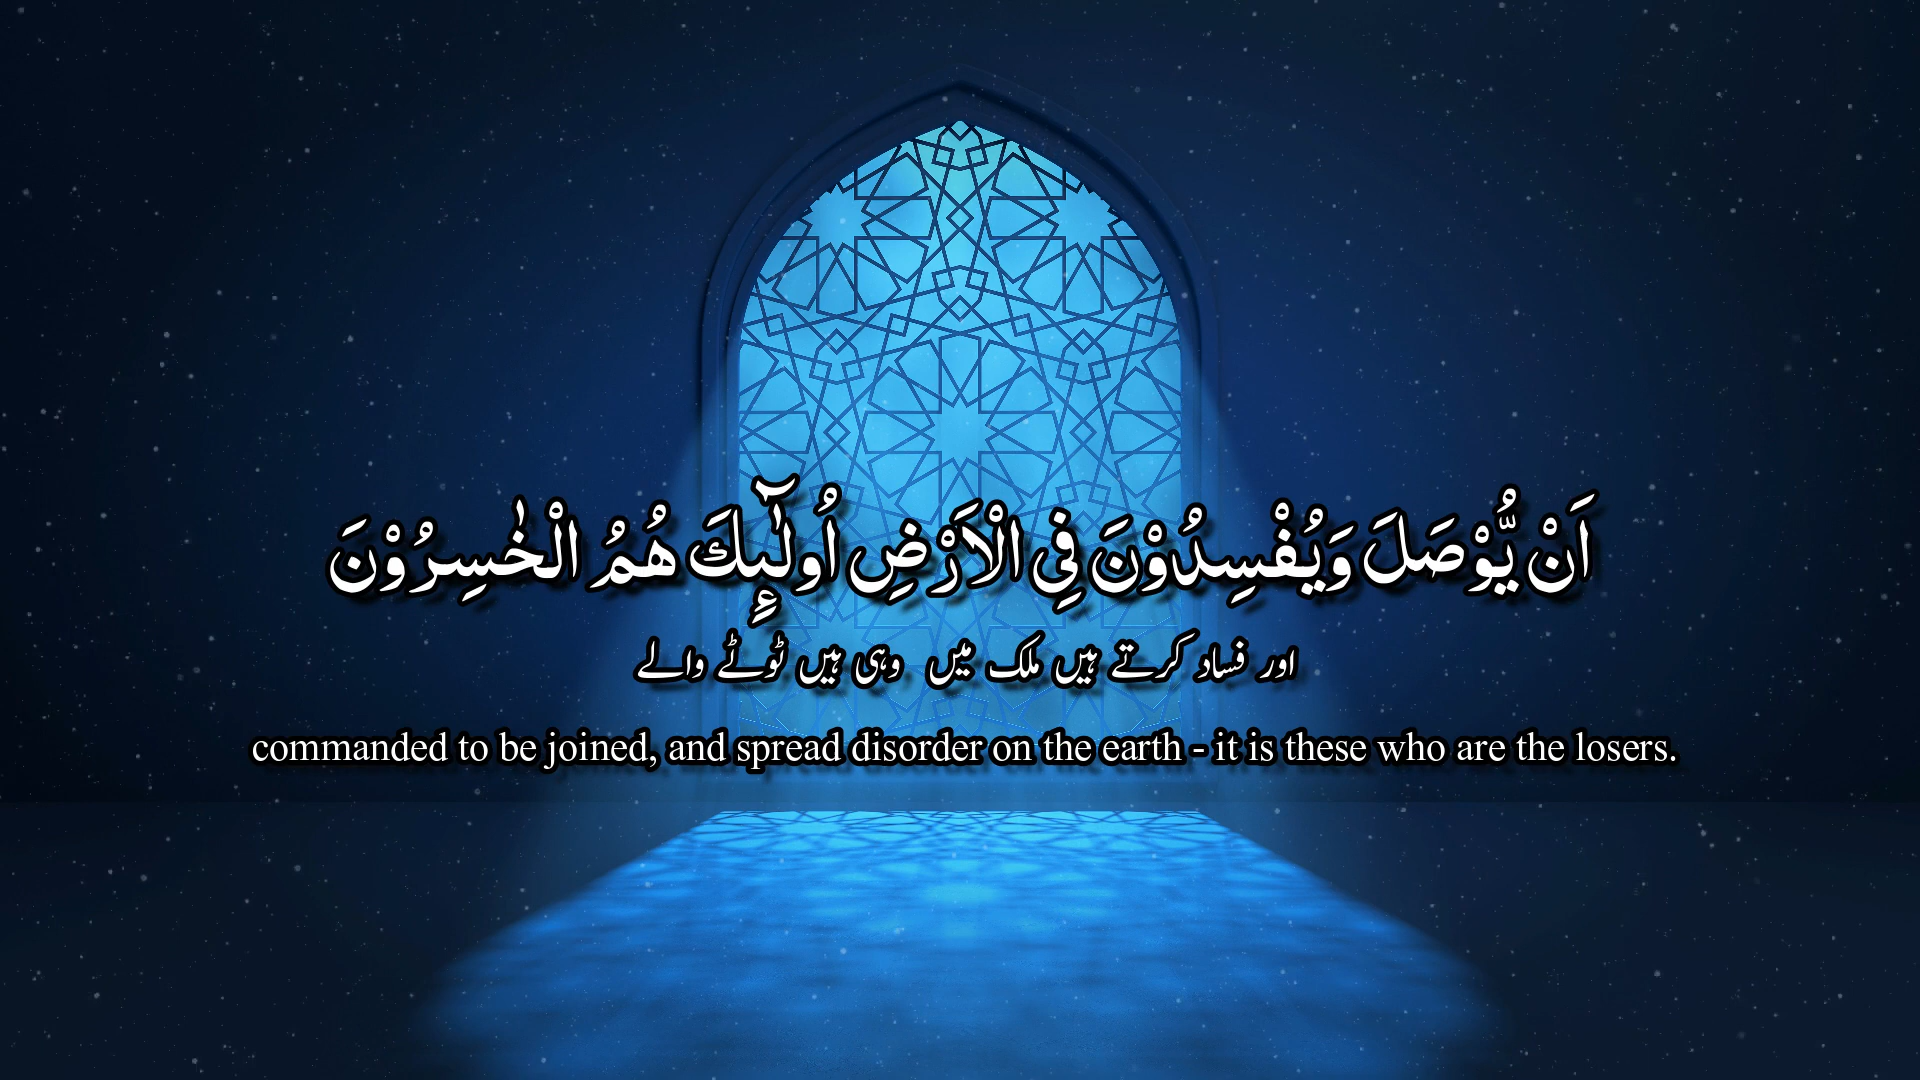 اَنْ يُّوْصَلَ وَيُفْسِدُوْنَ فِي الْاَرْضِ اُولٰٓئِكَ هُمُ الْخٰسِرُوْنَ
اور فساد کرتے ہیں ملک میں وہی ہیں ٹوٹے والے
commanded to be joined, and spread disorder on the earth - it is these who are the losers.